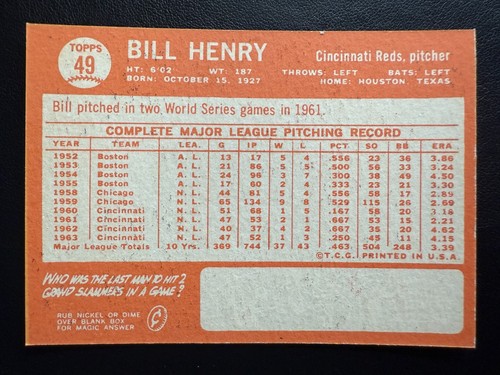 TOPPS
49
BILL HENRY
Cincinnati Reds, pitcher
HT: 6'02 WT: 187 THROWS: LEFT BATS: LEFT
BORN: OCTOBER 15, 1927 HOME: HOUSTON, TEXAS
Bill pitched in two World Series games in 1961.
COMPLETE MAJOR LEAGUE PITCHING RECORD
YEAR TEAM LEA. G IP W L PCT. SO BB ERA
1952 Boston A. L. 13 17 5 4 .556 23 36 3.86
1953 Boston A. L. 21 86 5 5 .500 56 33 3.24
1954 Boston A. L. 24 96 3 7 .300 38 49 4.50
1955 Boston A. L. 17 60 2 4 .333 23 21 3.30
1958 Chicago N. L. 44 81 5 4 .556 58 17 2.89
1959 Chicago N. L. 65 134 9 8 .529 115 26 2.69
1960 Cincinnati N. L. 51 68 1 5 .167 58 20 3.18
1961 Cincinnati N. L. 47 53 2 1 .667 53 15 2.21
1962 Cincinnati N. L. 40 37 4 2 .667 35 20 4.62
1963 Cincinnati N. L. 47 52 1 3 .250 45 11 4.15
Major League Totals 10 Yrs. 369 744 37 43 .463 504 248 3.39
© T.C.G. PRINTED IN U.S.A.
WHO WAS THE LAST MAN TO HIT 2
GRAND SLAMMERS IN A GAME?
RUB NICKEL OR DIME
OVER BLANK BOX
FOR MAGIC ANSWER